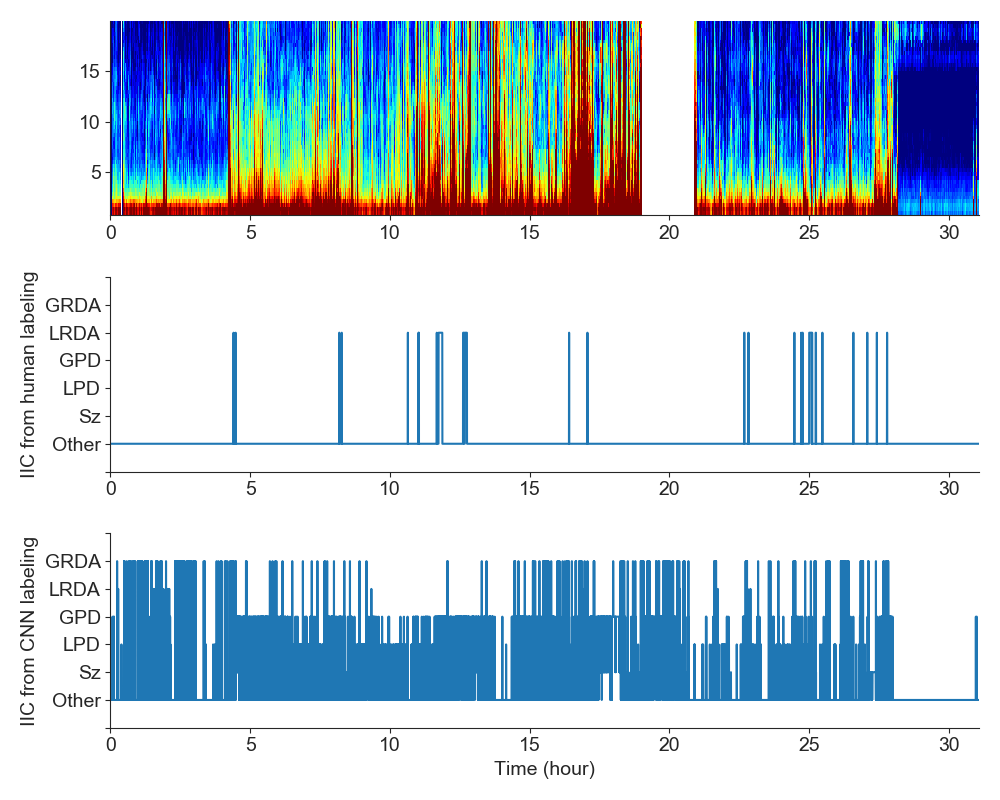 15
10
5
0 5 10 15 20 25 30
IIC from human labeling
GRDA
LRDA
GPD
LPD
Sz
Other
0 5 10 15 20 25 30
IIC from CNN labeling
GRDA
LRDA
GPD
LPD
Sz
Other
0 5 10 15 20 25 30
Time (hour)